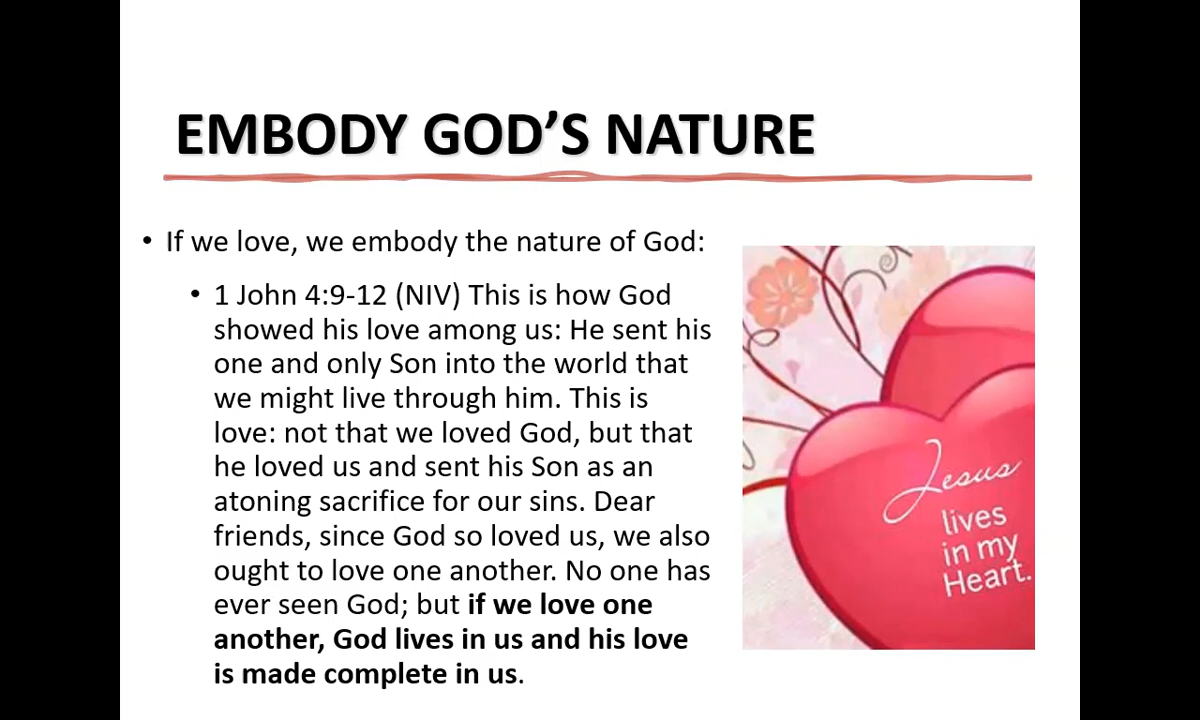 EMBODY GOD’S NATURE
• If we love, we embody the nature of God:
• 1 John 4:9-12 (NIV) This is how God
showed his love among us: He sent his
one and only Son into the world that
we might live through him. This is
love: not that we loved God, but that
he loved us and sent his Son as an
atoning sacrifice for our sins. Dear
friends, since God so loved us, we also
ought to love one another. No one has
ever seen God; but if we love one
another, God lives in us and his love
is made complete in us.
Jesus
lives
in my
Heart.